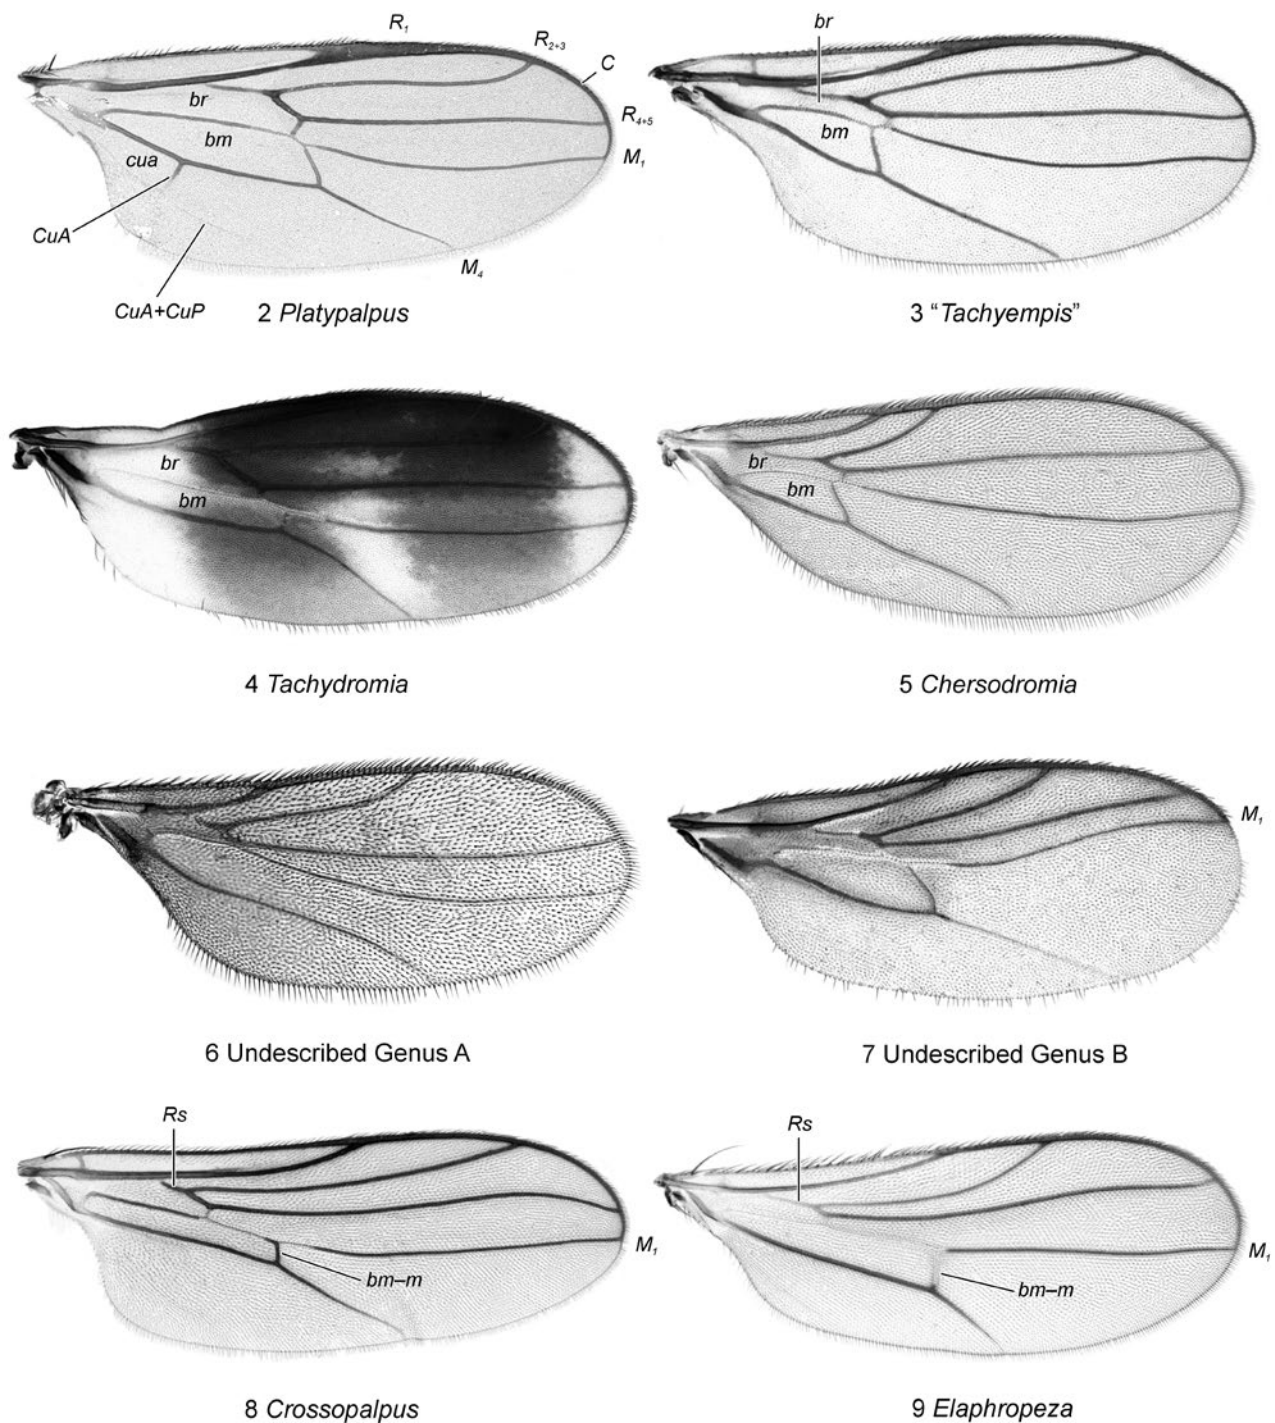 R1
R2+3
C
br
R4+5
bm
M1
cua
CuA
M4
CuA+CuP
2 Platypalpus
br
bm
3 “Tachyempis”
br
bm
4 Tachydromia
br
bm
5 Chersodromia
6 Undescribed Genus A
M1
7 Undescribed Genus B
Rs
M1
bm–m
8 Crossopalpus
Rs
M1
bm–m
9 Elaphropeza